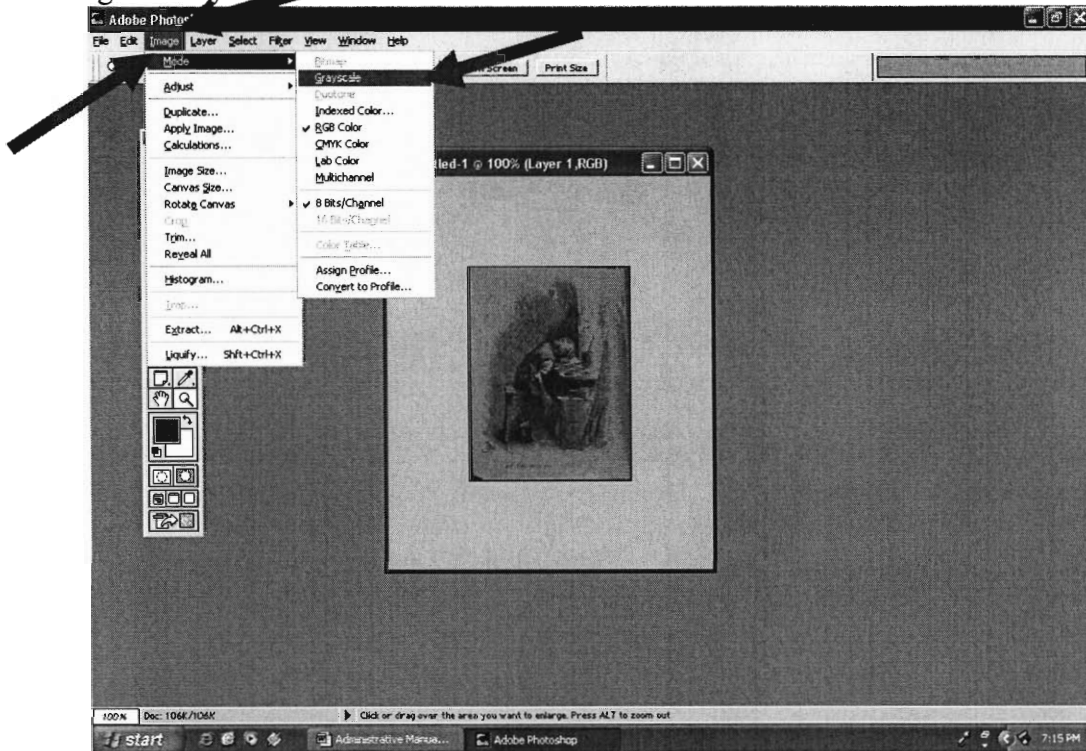 Adobe Photos
File Edit Image Layer Select Filter View Window Help
Mode
Adjust
Duplicate...
Apply Image...
Calculations...
Image Size...
Canvas Size...
Rotate Canvas
Crop
Trim...
Reveal All
Histogram...
Trap...
Extract... Alt+Ctrl+X
Liquify... Shft+Ctrl+X
Bitmap
Grayscale
Duotone
Indexed Color...
RGB Color
CMYK Color
Lab Color
Multichannel
8 Bits/Channel
16 Bits/Channel
Color Table...
Assign Profile...
Convert to Profile...
Screen Print Size
tled-1 @ 100% (Layer 1,RGB)
100% Doc: 106K/106K Click or drag over the area you want to enlarge. Press ALT to zoom out
start Administrative Manua... Adobe Photoshop 7:15 PM